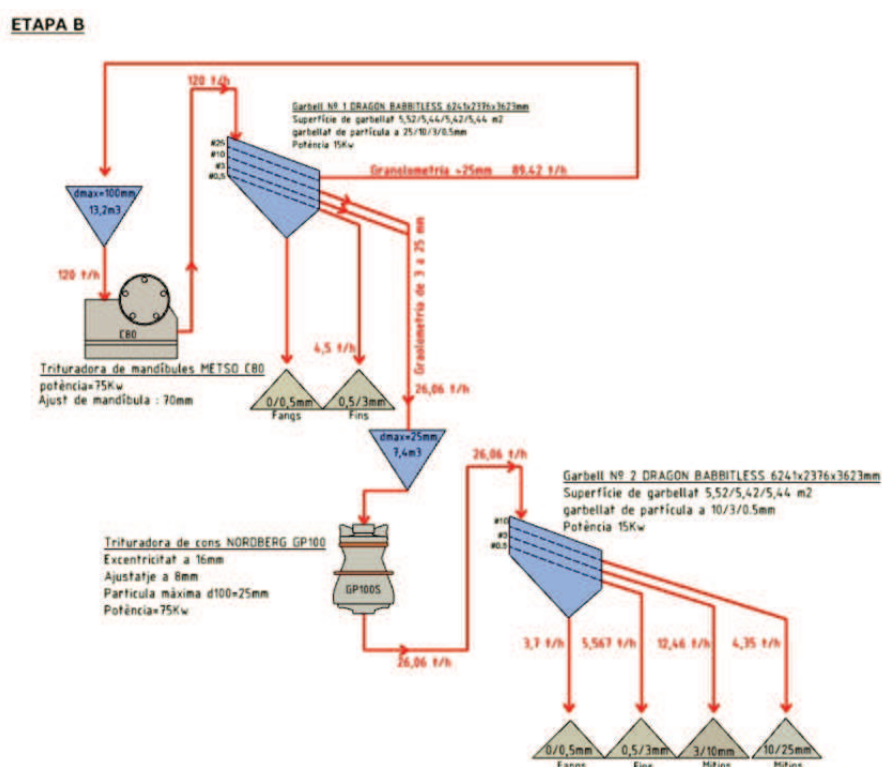 ETAPA B
120 t/h
Garbell Nº 1 DRAGON BABBITLESS 6241x2376x3623mm
Superfície de garbellat 5,52/5,44/5,42/5,44 m2
garbellat de partícula a 25/10/3/0.5mm
Potència 15Kw
#25
#10
#3
#0,5
Granolometría +25mm 89,42 t/h
dmax=100mm
13,2m3
Graolometría de 3 a 25 mm
120 t/h
C80
4,5 t/h
Trituradora de mandíbules METSO C80
potència=75Kw
Ajust de mandíbula : 70mm
26,06 t/h
0/0,5mm
Fangs
0,5/3mm
Fins
dmax=25mm
7,4m3
26,06 t/h
Garbell Nº 2 DRAGON BABBITLESS 6241x2376x3623mm
Superfície de garbellat 5,52/5,42/5,44 m2
garbellat de partícula a 10/3/0.5mm
Potència 15Kw
#10
#3
#0.5
Trituradora de cons NORDBERG GP100
Excentricitat a 16mm
Ajustatje a 8mm
Partícula màxima d100=25mm
Potència=75Kw
GP100S
26,06 t/h
3,7 t/h
5,567 t/h
12,46 t/h
4,35 t/h
0/0,5mm
Fangs
0,5/3mm
Fins
3/10mm
Mitjos
10/25mm
Mitjos